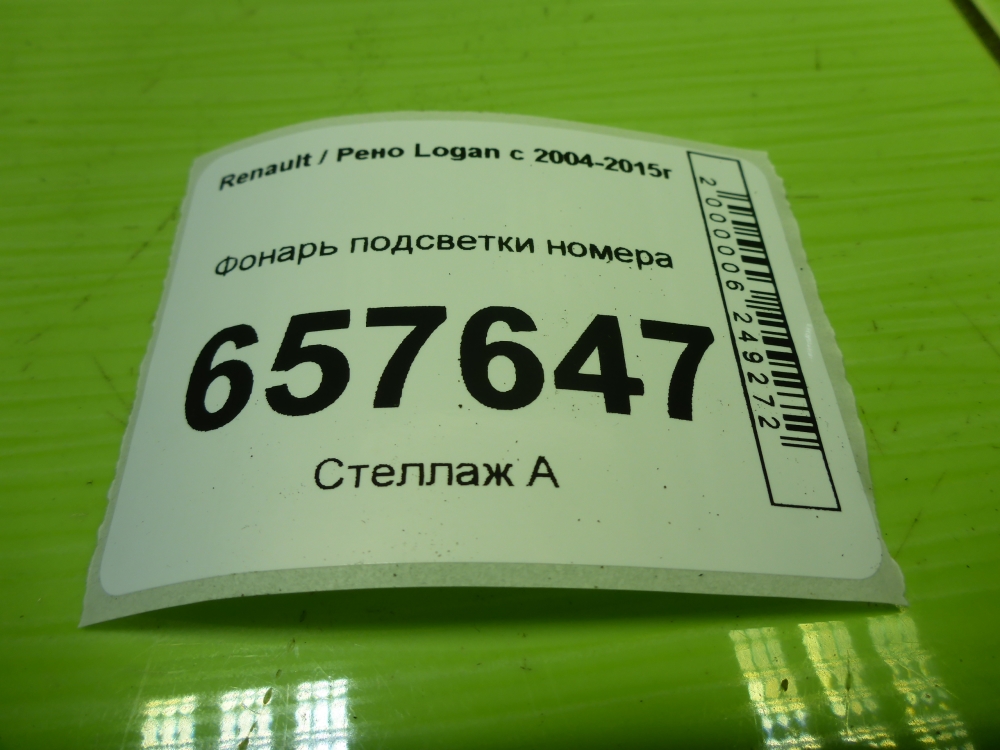 Renault / Рено Logan с 2004-2015г
Фонарь подсветки номера
657647
Стеллаж А
2000006249272